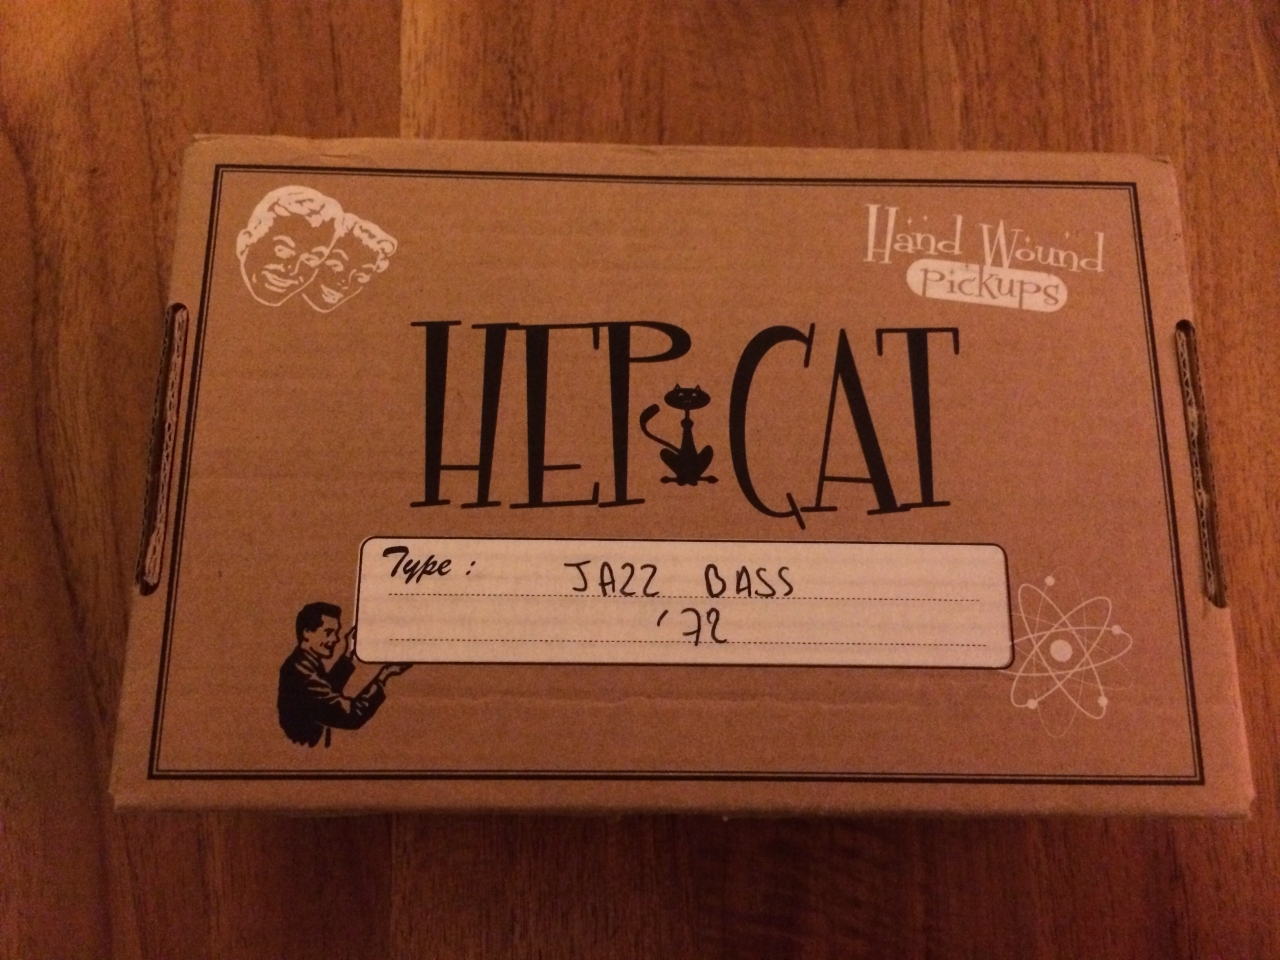 Hand Wound
Pickups
HEP CAT
Type : JAZZ BASS
'72